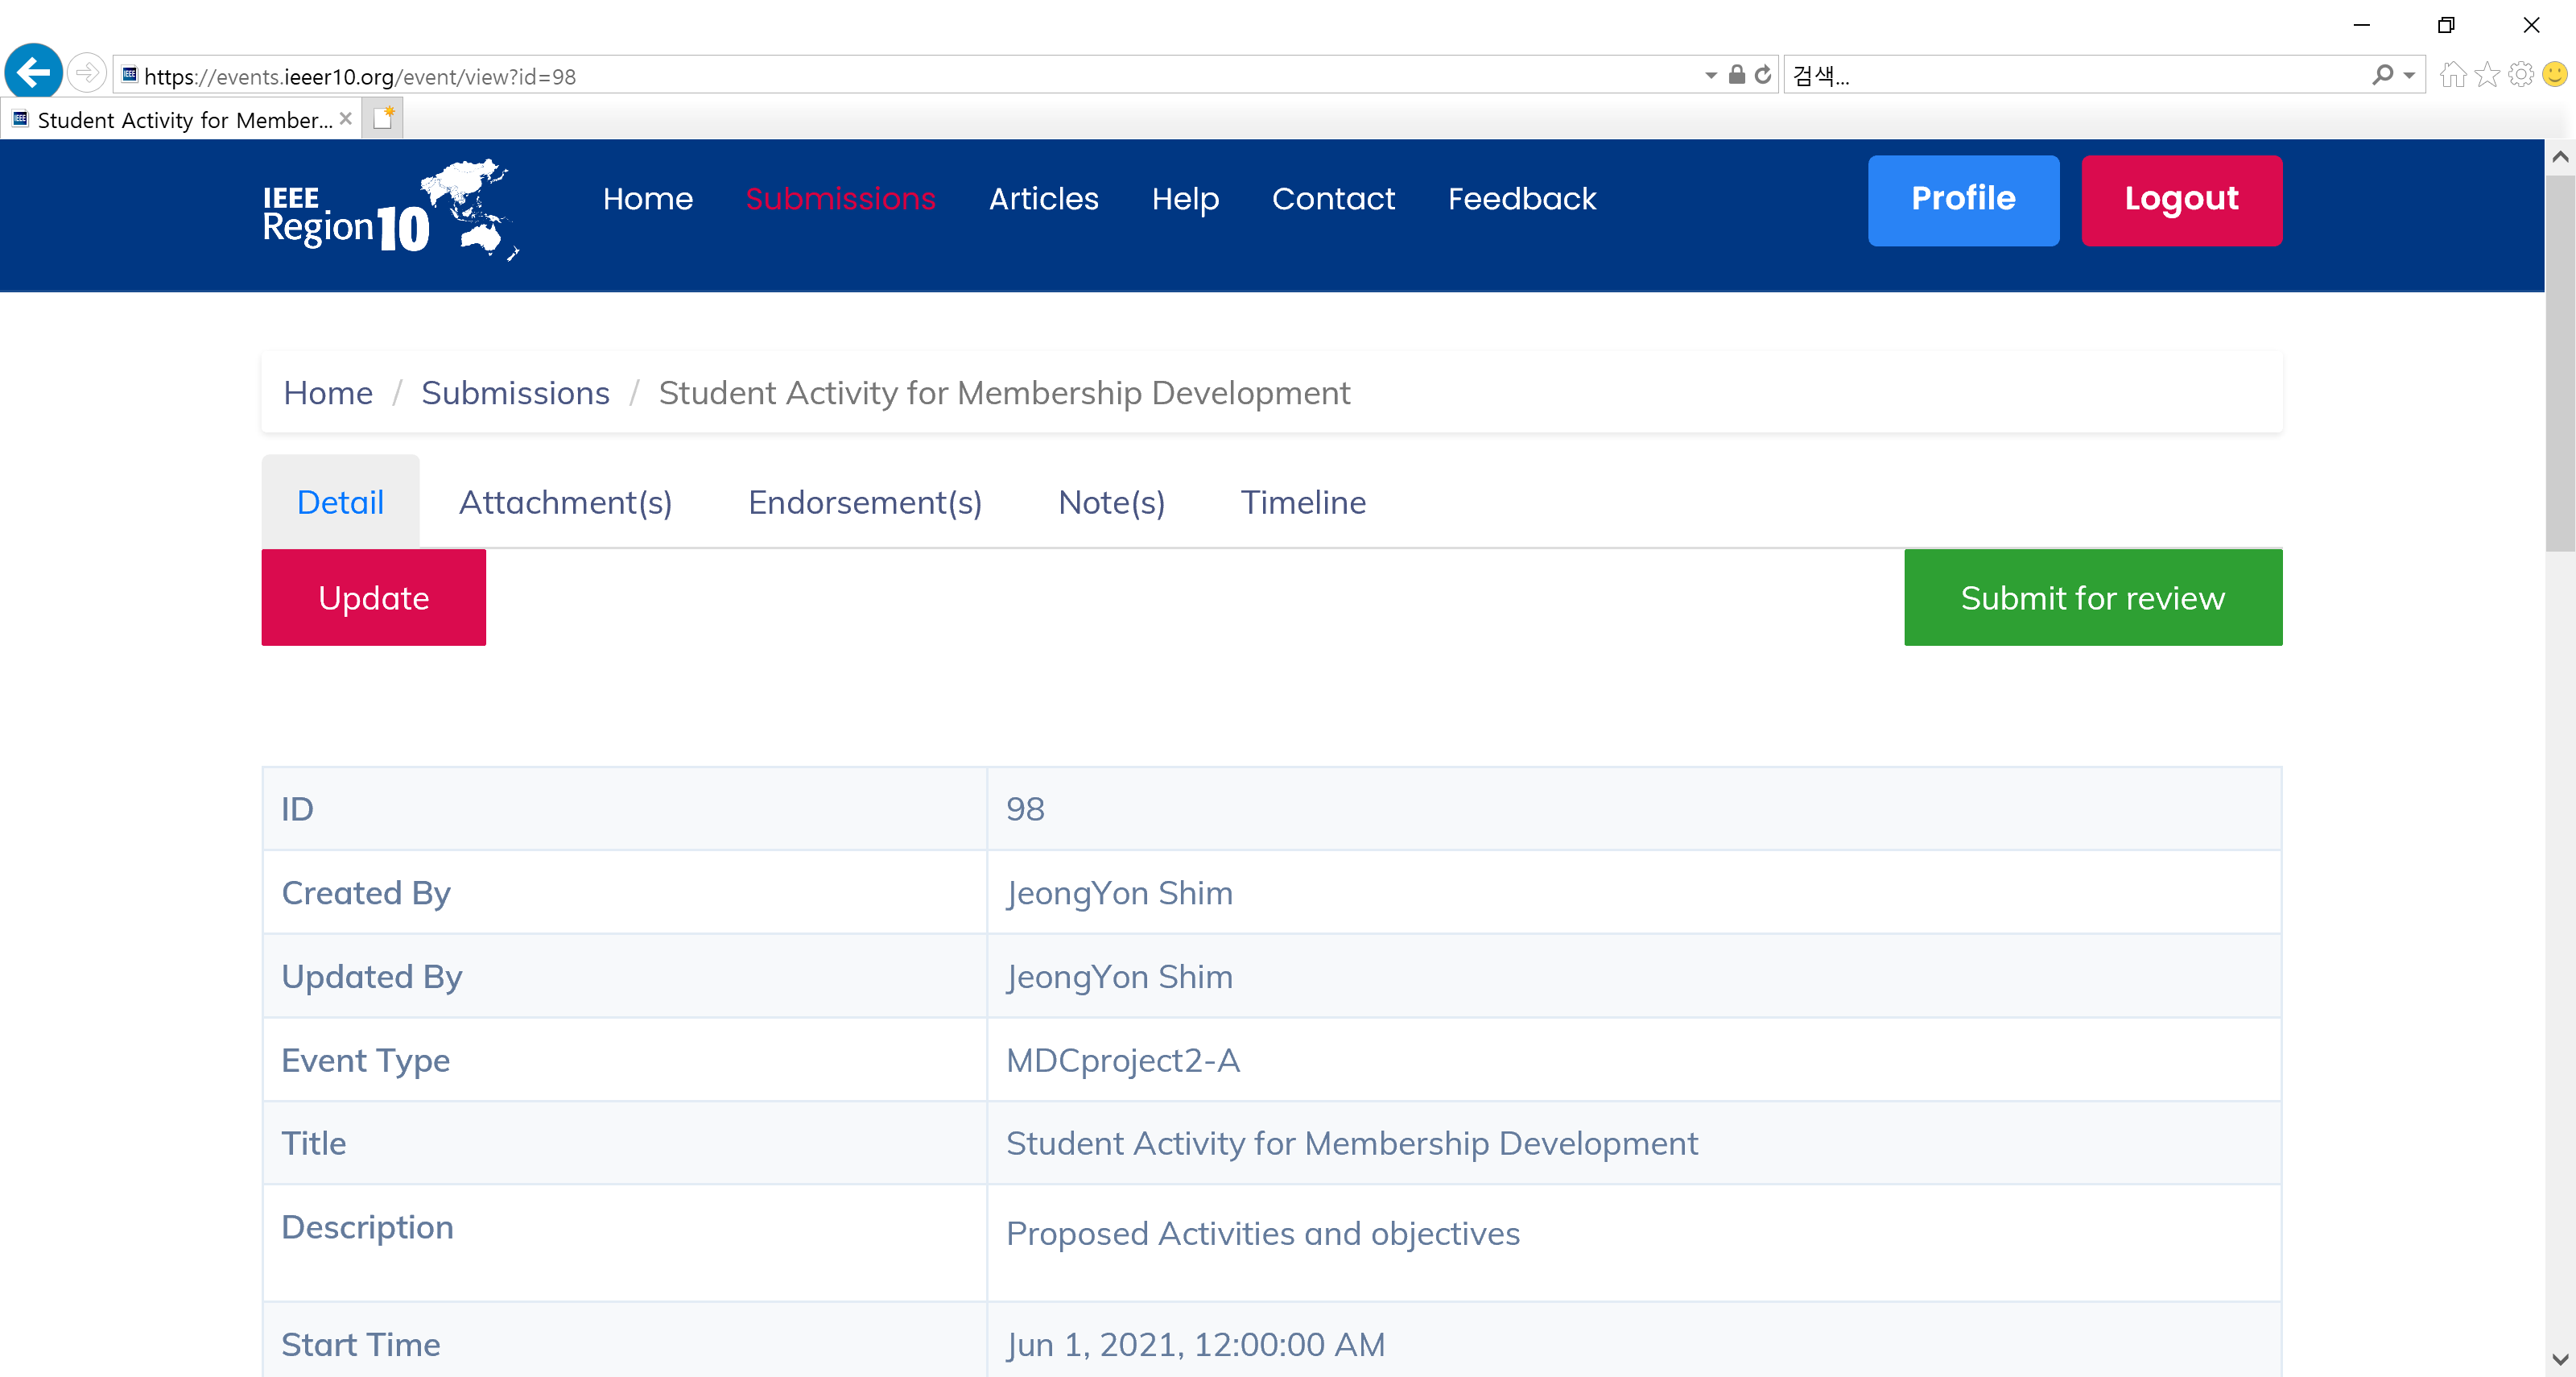 https://events.ieeer10.org/event/view?id=98
검색...
Student Activity for Member...
IEEE
Region 10
Home Submissions Articles Help Contact Feedback Profile Logout
Home / Submissions / Student Activity for Membership Development
Detail Attachment(s) Endorsement(s) Note(s) Timeline
Update Submit for review
ID 98
Created By JeongYon Shim
Updated By JeongYon Shim
Event Type MDCproject2-A
Title Student Activity for Membership Development
Description Proposed Activities and objectives
Start Time Jun 1, 2021, 12:00:00 AM